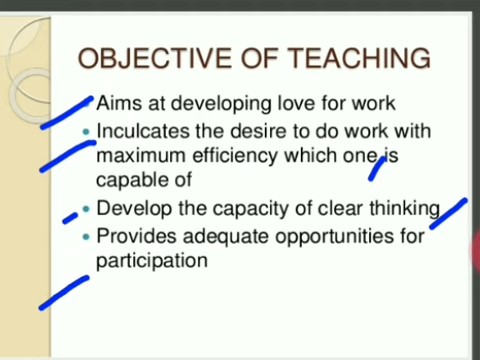 OBJECTIVE OF TEACHING
• Aims at developing love for work
• Inculcates the desire to do work with
maximum efficiency which one is
capable of
• Develop the capacity of clear thinking
• Provides adequate opportunities for
participation